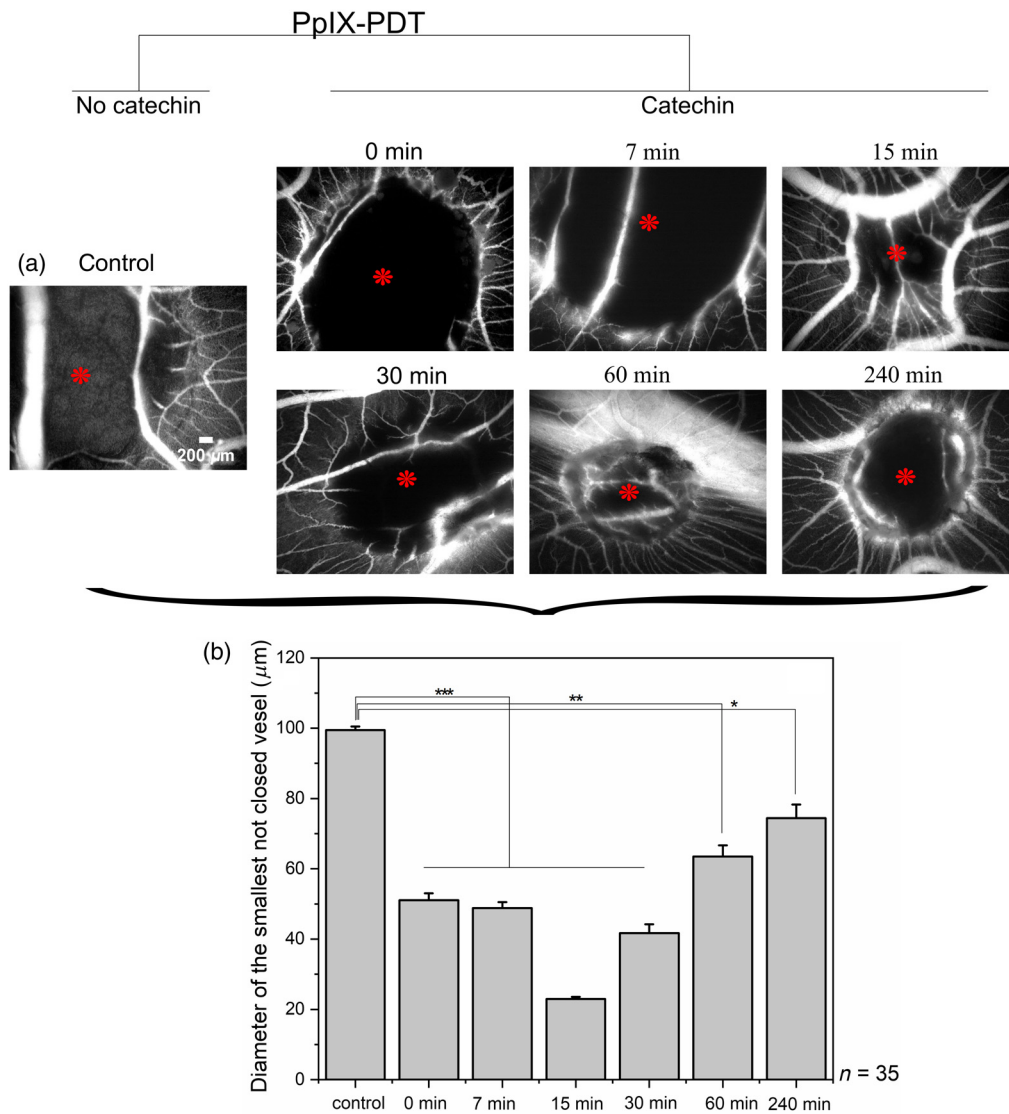 PpIX-PDT
No catechin
Catechin
0 min
7 min
15 min
(a) Control
200 µm
30 min
60 min
240 min
(b)
Diameter of the smallest not closed vesel (µm)
120
100
80
60
40
20
0
***
**
*
n = 35
control 0 min 7 min 15 min 30 min 60 min 240 min